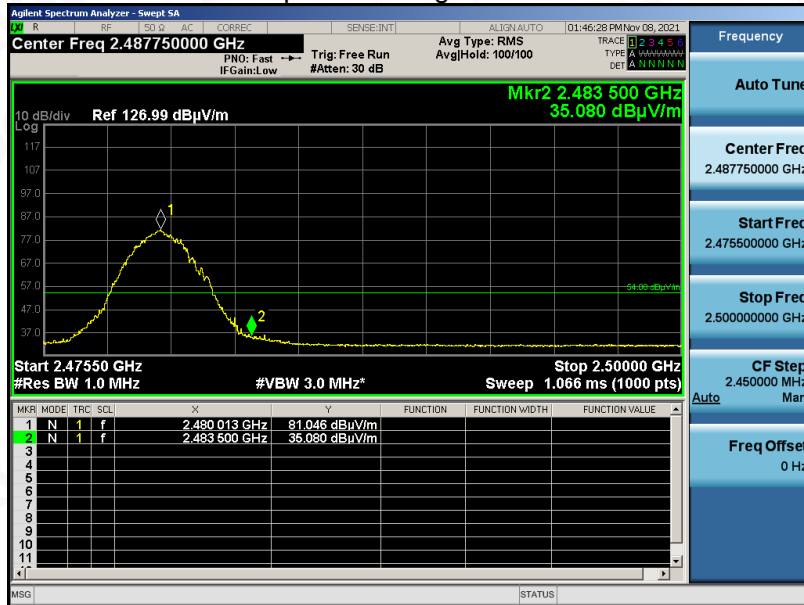 Agilent Spectrum Analyzer - Swept SA
LXI R RF 50 Ω AC CORREC SENSE:INT ALIGN AUTO 01:46:28 PM Nov 08, 2021
Center Freq 2.487750000 GHz
PNO: Fast
IFGain:Low
Trig: Free Run
#Atten: 30 dB
Avg Type: RMS
Avg|Hold: 100/100
TRACE 1 2 3 4 5 6
TYPE A WWWWW
DET A N N N N N
Mkr2 2.483 500 GHz
35.080 dBµV/m
10 dB/div Ref 126.99 dBµV/m
Log
117
107
97.0
87.0
77.0
67.0
57.0
47.0
37.0
1
2
54.00 dBµV/m
Start 2.47550 GHz Stop 2.50000 GHz
#Res BW 1.0 MHz #VBW 3.0 MHz* Sweep 1.066 ms (1000 pts)
MKR MODE TRC SCL X Y FUNCTION FUNCTION WIDTH FUNCTION VALUE
1 N 1 f 2.480 013 GHz 81.046 dBµV/m
2 N 1 f 2.483 500 GHz 35.080 dBµV/m
3
4
5
6
7
8
9
10
11
MSG STATUS
Frequency
Auto Tune
Center Freq
2.487750000 GHz
Start Freq
2.475500000 GHz
Stop Freq
2.500000000 GHz
CF Step
2.450000 MHz
Auto Man
Freq Offset
0 Hz